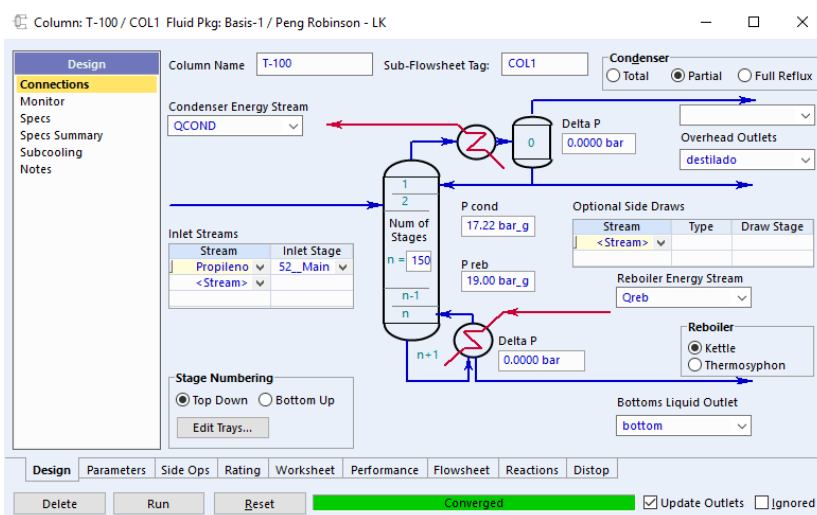 Column: T-100 / COL1 Fluid Pkg: Basis-1 / Peng Robinson - LK
Design
Connections
Monitor
Specs
Specs Summary
Subcooling
Notes
Column Name T-100 Sub-Flowsheet Tag: COL1
Condenser
Total Partial Full Reflux
Condenser Energy Stream
QCOND
0
Delta P
0.0000 bar
Overhead Outlets
destilado
1
2
Num of
Stages
n = 150
n-1
n
n+1
P cond
17.22 bar_g
P reb
19.00 bar_g
Optional Side Draws
Stream Type Draw Stage
<Stream>
Inlet Streams
Stream Inlet Stage
Propileno 52__Main
<Stream>
Reboiler Energy Stream
Qreb
Delta P
0.0000 bar
Reboiler
Kettle
Thermosyphon
Stage Numbering
Top Down Bottom Up
Edit Trays...
Bottoms Liquid Outlet
bottom
Design Parameters Side Ops Rating Worksheet Performance Flowsheet Reactions Distop
Delete Run Reset Converged Update Outlets Ignored